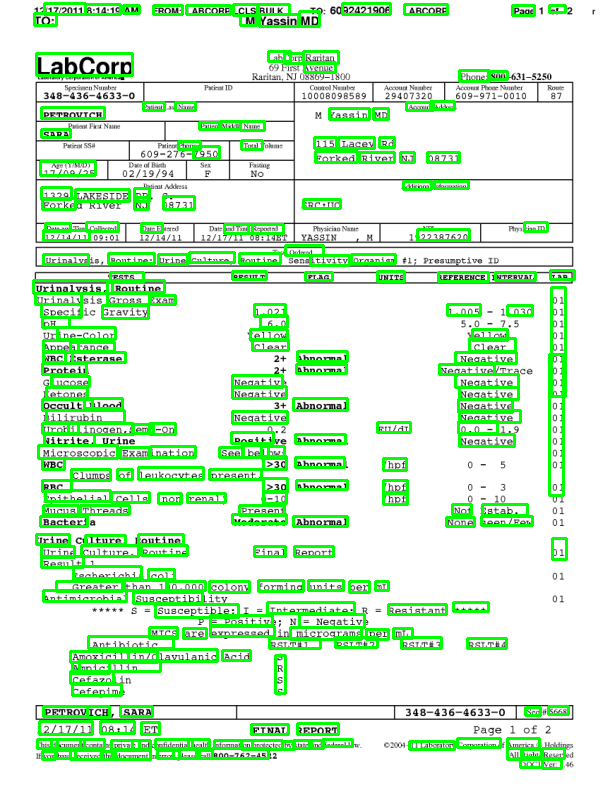 12/17/2011 8:14:19 AM FROM: LABCORP CLS BULK TO: 6092421906 LABCORP Page 1 of 2
TO: M Yassin MD
LabCorp
LabCorp Raritan
69 First Avenue
Raritan, NJ 08869-1800
Phone: 800-631-5250
Specimen Number Patient ID Control Number Account Number Account Phone Number Route
348-436-4633-0 10008098589 29407320 609-971-0010 87
Patient Last Name Account Address
PETROVICH M Yassin MD
Patient First Name Patient Middle Name
SARA 115 Lacey Rd
Patient SS# Patient Phone Total Volume
609-276-7950 Forked River NJ 08731
Age (Y/M/D) Date of Birth Sex Fasting
17/09/25 02/19/94 F No
Patient Address Additional Information
1329 LAKESIDE DR. S.
Forked River NJ 08731 SRC:UO
Date and Time Collected Date Entered Date and Time Reported Physician Name NPI Physician ID
12/14/11 09:01 12/14/11 12/17/11 08:14ET YASSIN , M 1922387620
Tests Ordered
Urinalysis, Routine; Urine Culture, Routine; Sensitivity Organism #1; Presumptive ID
TESTS RESULT FLAG UNITS REFERENCE INTERVAL LAB
Urinalysis, Routine
Urinalysis Gross Exam 01
Specific Gravity 1.021 1.005 - 1.030 01
pH 6.0 5.0 - 7.5 01
Urine-Color Yellow Yellow 01
Appearance Clear Clear 01
WBC Esterase 2+ Abnormal Negative 01
Protein 2+ Abnormal Negative/Trace 01
Glucose Negative Negative 01
Ketones Negative Negative 01
Occult Blood 3+ Abnormal Negative 01
Bilirubin Negative Negative 01
Urobilinogen,Semi-Qn 0.2 EU/dL 0.0 - 1.9 01
Nitrite, Urine Positive Abnormal Negative 01
Microscopic Examination See below: 01
WBC >30 Abnormal /hpf 0 - 5 01
Clumps of leukocytes present.
RBC >30 Abnormal /hpf 0 - 3 01
Epithelial Cells (non renal) 0-10 /hpf 0 - 10 01
Mucus Threads Present Not Estab. 01
Bacteria Moderate Abnormal None seen/Few 01
Urine Culture, Routine
Urine Culture, Routine Final Report 01
Result 1
Escherichia coli 01
Greater than 100,000 colony forming units per mL
Antimicrobial Susceptibility 01
***** S = Susceptible; I = Intermediate; R = Resistant *****
P = Positive; N = Negative
MICS are expressed in micrograms per mL
Antibiotic RSLT#1 RSLT#2 RSLT#3 RSLT#4
Amoxicillin/Clavulanic Acid S
Ampicillin R
Cefazolin S
Cefepime S
PETROVICH, SARA 348-436-4633-0 Seq # 5668
12/17/11 08:14 ET FINAL REPORT Page 1 of 2
This document contains private and confidential health information protected by state and federal law. ©2004-11 Laboratory Corporation of America Holdings
If you have received this document in error, please call 800-762-4542 All Rights Reserved
DOC1 Ver: 1.46